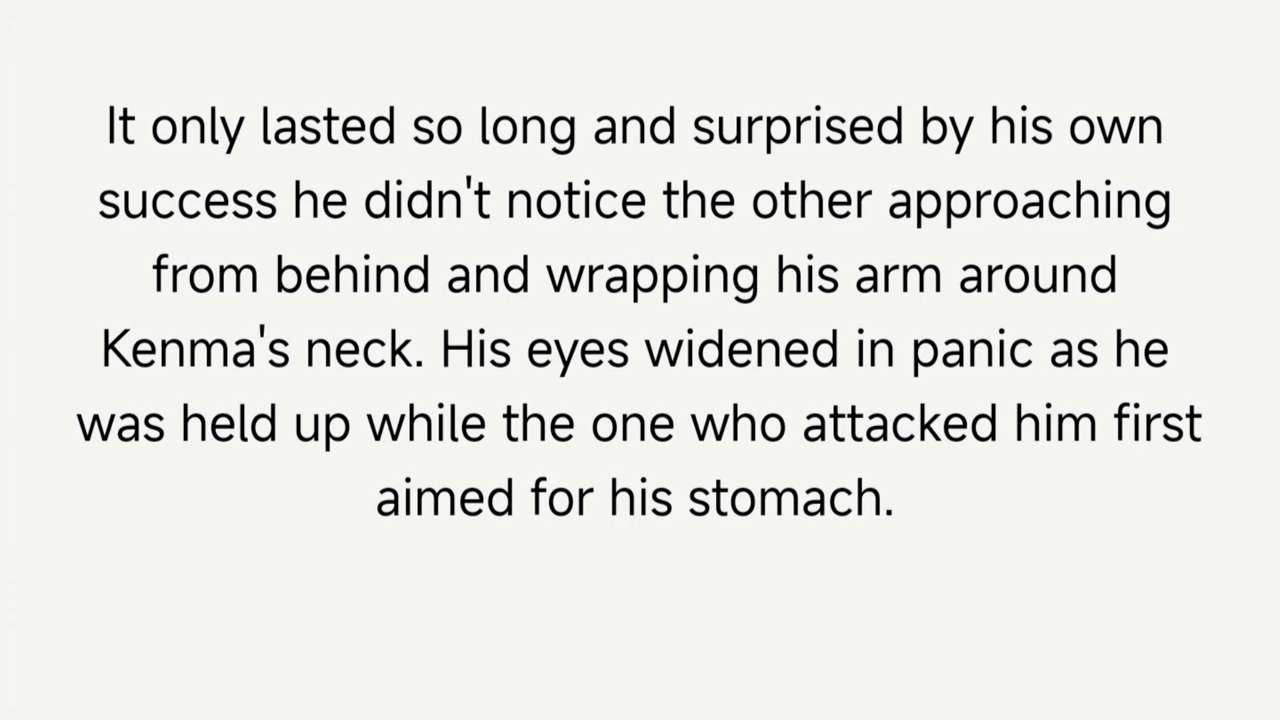 It only lasted so long and surprised by his own
success he didn't notice the other approaching
from behind and wrapping his arm around
Kenma's neck. His eyes widened in panic as he
was held up while the one who attacked him first
aimed for his stomach.